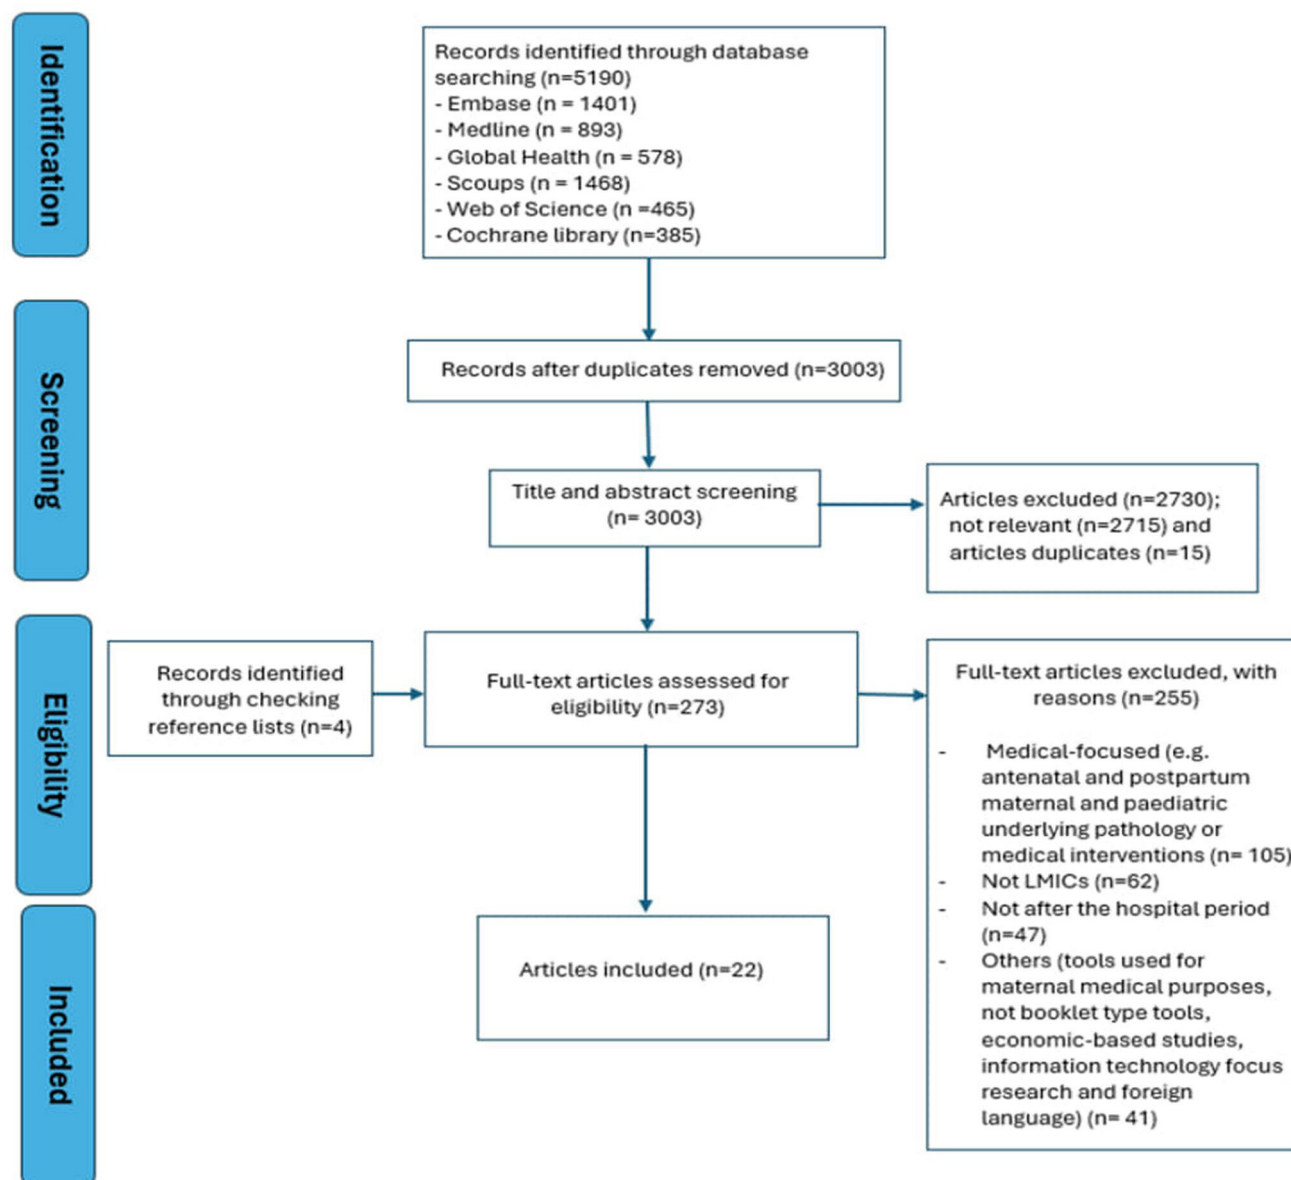 Identification
Records identified through database
searching (n=5190)
- Embase (n = 1401)
- Medline (n = 893)
- Global Health (n = 578)
- Scoups (n = 1468)
- Web of Science (n =465)
- Cochrane library (n=385)
Screening
Records after duplicates removed (n=3003)
Title and abstract screening
(n= 3003)
Articles excluded (n=2730);
not relevant (n=2715) and
articles duplicates (n=15)
Eligibility
Records identified
through checking
reference lists (n=4)
Full-text articles assessed for
eligibility (n=273)
Full-text articles excluded, with
reasons (n=255)
- Medical-focused (e.g.
antenatal and postpartum
maternal and paediatric
underlying pathology or
medical interventions (n= 105)
- Not LMICs (n=62)
- Not after the hospital period
(n=47)
- Others (tools used for
maternal medical purposes,
not booklet type tools,
economic-based studies,
information technology focus
research and foreign
language) (n= 41)
Included
Articles included (n=22)